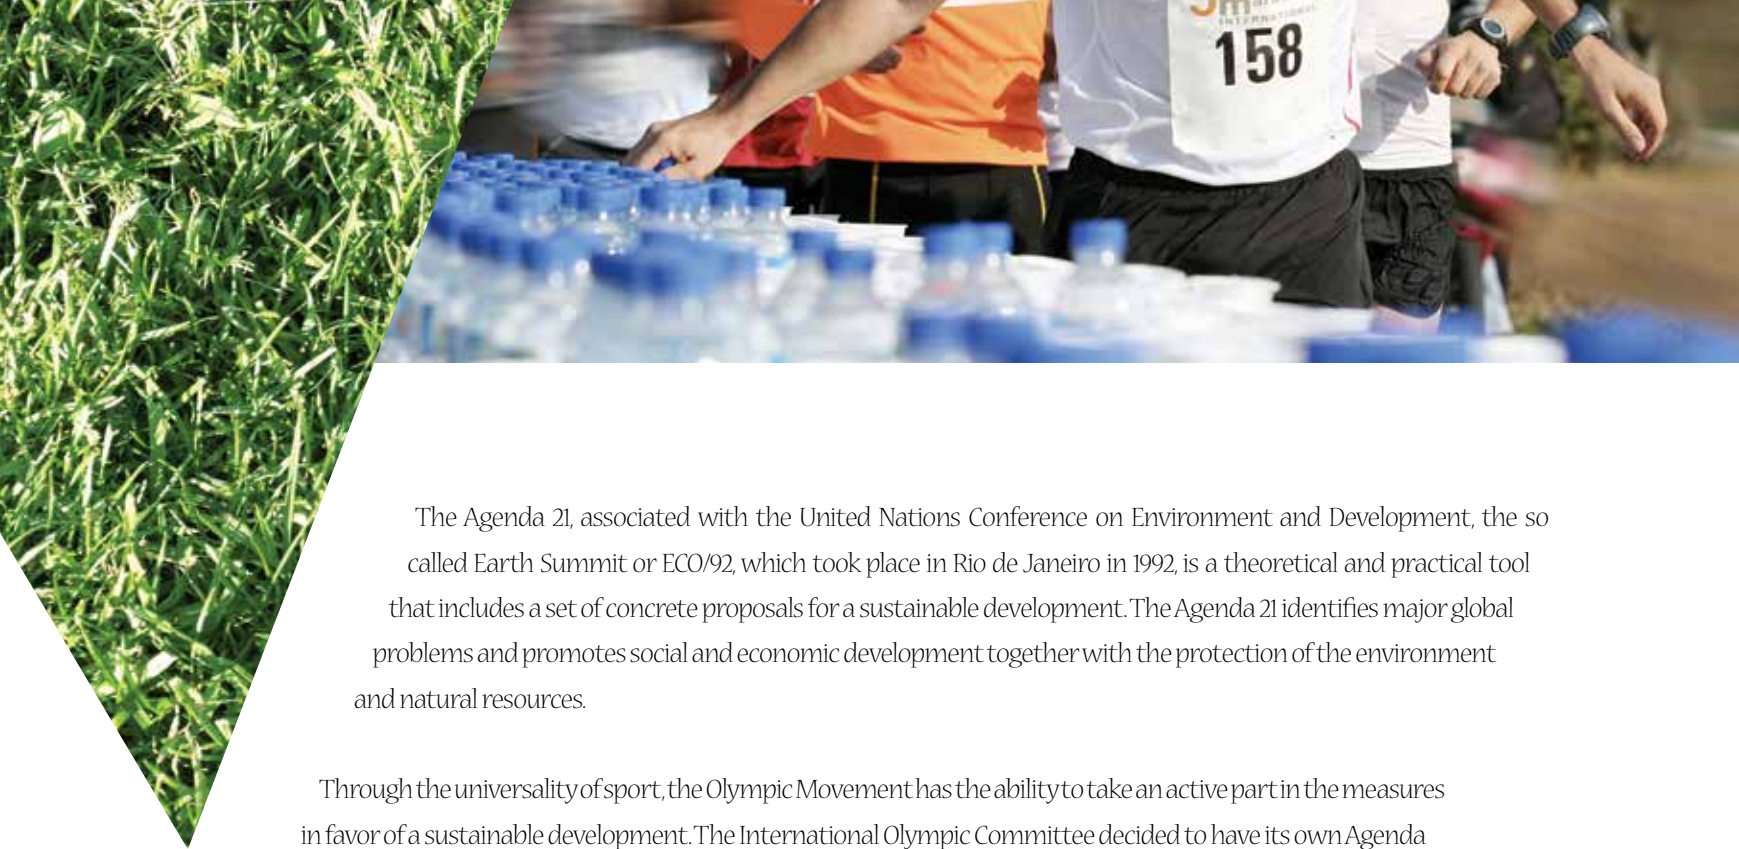 INTERNATIONAL
158
The Agenda 21, associated with the United Nations Conference on Environment and Development, the so
called Earth Summit or ECO/92, which took place in Rio de Janeiro in 1992, is a theoretical and practical tool
that includes a set of concrete proposals for a sustainable development. The Agenda 21 identifies major global
problems and promotes social and economic development together with the protection of the environment
and natural resources.
Through the universality of sport, the Olympic Movement has the ability to take an active part in the measures
in favor of a sustainable development. The International Olympic Committee decided to have its own Agenda